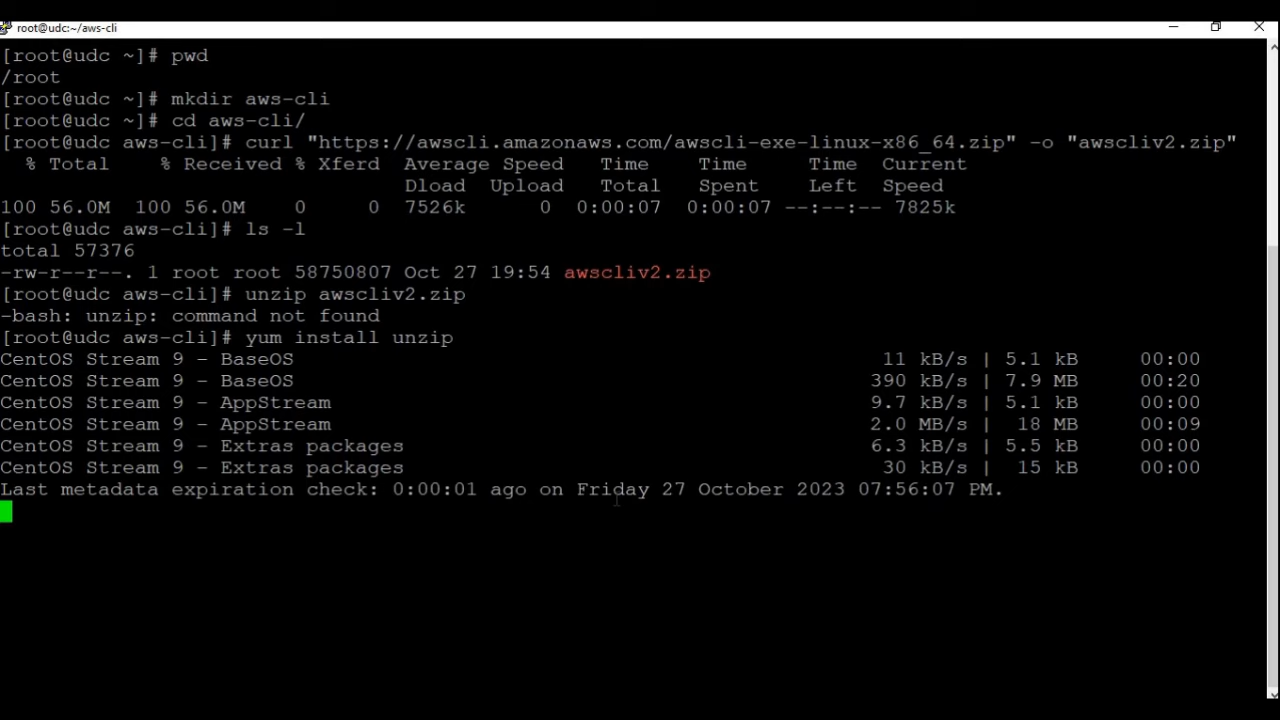 root@udc:~/aws-cli
[root@udc ~]# pwd
/root
[root@udc ~]# mkdir aws-cli
[root@udc ~]# cd aws-cli/
[root@udc aws-cli]# curl "https://awscli.amazonaws.com/awscli-exe-linux-x86_64.zip" -o "awscliv2.zip"
  % Total    % Received % Xferd  Average Speed   Time    Time     Time  Current
                                 Dload  Upload   Total   Spent    Left  Speed
100 56.0M  100 56.0M    0     0  7526k      0  0:00:07  0:00:07 --:--:-- 7825k
[root@udc aws-cli]# ls -l
total 57376
-rw-r--r--. 1 root root 58750807 Oct 27 19:54 awscliv2.zip
[root@udc aws-cli]# unzip awscliv2.zip
-bash: unzip: command not found
[root@udc aws-cli]# yum install unzip
CentOS Stream 9 - BaseOS 11 kB/s | 5.1 kB 00:00
CentOS Stream 9 - BaseOS 390 kB/s | 7.9 MB 00:20
CentOS Stream 9 - AppStream 9.7 kB/s | 5.1 kB 00:00
CentOS Stream 9 - AppStream 2.0 MB/s | 18 MB 00:09
CentOS Stream 9 - Extras packages 6.3 kB/s | 5.5 kB 00:00
CentOS Stream 9 - Extras packages 30 kB/s | 15 kB 00:00
Last metadata expiration check: 0:00:01 ago on Friday 27 October 2023 07:56:07 PM.